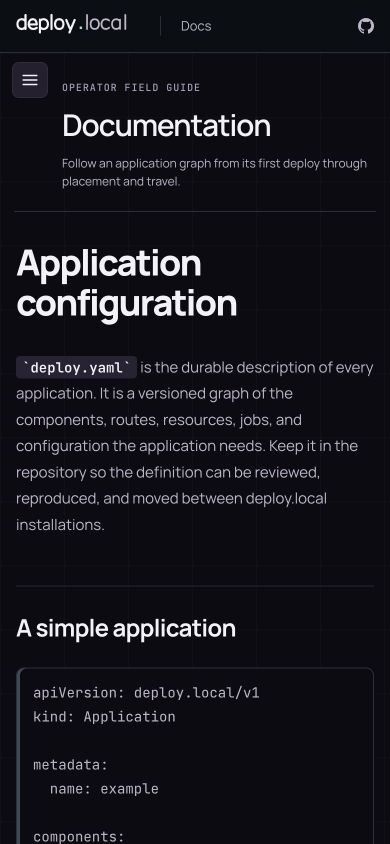 deploy.local
Docs
OPERATOR FIELD GUIDE
Documentation
Follow an application graph from its first deploy through
placement and travel.
Application
configuration
`deploy.yaml` is the durable description of every
application. It is a versioned graph of the
components, routes, resources, jobs, and
configuration the application needs. Keep it in the
repository so the definition can be reviewed,
reproduced, and moved between deploy.local
installations.
A simple application
apiVersion: deploy.local/v1
kind: Application
metadata:
  name: example
components: